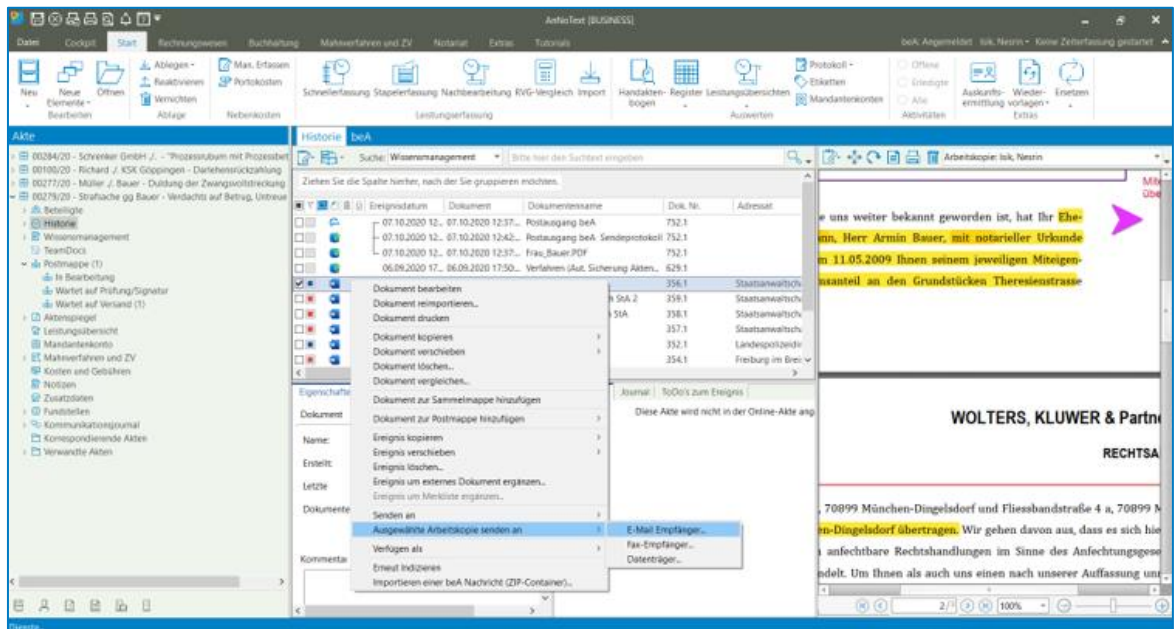 AnNoText [BUSINESS]
Datei Cockpit Start Rechnungswesen Buchhaltung Mahnverfahren und ZV Notariat Extras Tutorials
beA: Angemeldet Isik, Nesrin Keine Zeiterfassung gestartet
Neu
Neue Elemente
Öffnen
Ablegen
Reaktivieren
Vernichten
Man. Erfassen
Portokosten
Schnellerfassung Stapelerfassung Nachbearbeitung RVG-Vergleich Import
Handakten-
bogen
Register Leistungsübersichten
Protokoll
Etiketten
Mandantenkonten
Offene
Erledigte
Alle
Auskunfts-
ermittlung
Wieder-
vorlagen
Ersetzen
Bearbeiten Ablage Nebenkosten Leistungserfassung Auswerten Aktivitäten Extras
Akte
00284/20 - Schrenker GmbH ./. - "Prozessrubrum mit Prozessbet
00100/20 - Richard ./. KSK Göppingen - Darlehensrückzahlung
00277/20 - Müller ./. Bauer - Duldung der Zwangsvollstreckung
00279/20 - Strafsache gg Bauer - Verdachts auf Betrug, Untreue
Beteiligte
Historie
Wissensmanagement
TeamDocs
Postmappe (1)
In Bearbeitung
Wartet auf Prüfung/Signatur
Wartet auf Versand (1)
Aktenspiegel
Leistungsübersicht
Mandantenkonto
Mahnverfahren und ZV
Kosten und Gebühren
Notizen
Zusatzdaten
Fundstellen
Kommunikationsjournal
Korrespondierende Akten
Verwandte Akten
Historie beA
Suche: Wissensmanagement Bitte hier den Suchtext eingeben
Ziehen Sie die Spalte hierher, nach der Sie gruppieren möchten.
Ereignisdatum Dokument Dokumentenname Dok. Nr. Adressat
07.10.2020 12... 07.10.2020 12:37... Postausgang beA 752.1
07.10.2020 12... 07.10.2020 12:42... Postausgang beA Sendeprotokoll 752.1
07.10.2020 12... 07.10.2020 12:37... Frau_Bauer.PDF 752.1
06.09.2020 17... 06.09.2020 17:50... Verfahren (Aut. Sicherung Akten... 629.1
356.1 Staatsanwaltsch
StA 2 359.1 Staatsanwaltsch
StA 358.1 Staatsanwaltsch
357.1 Staatsanwaltsch
352.1 Landespolizeidir
354.1 Freiburg im Brei
Dokument bearbeiten
Dokument reimportieren...
Dokument drucken
Dokument kopieren
Dokument verschieben
Dokument löschen...
Dokument vergleichen...
Dokument zur Sammelmappe hinzufügen
Dokument zur Postmappe hinzufügen
Ereignis kopieren
Ereignis verschieben
Ereignis löschen...
Ereignis um externes Dokument ergänzen...
Ereignis um Merkliste ergänzen...
Senden an
Ausgewählte Arbeitskopie senden an
Verfügen als
Erneut Indizieren
Importieren einer beA Nachricht (ZIP-Container)...
E-Mail Empfänger...
Fax-Empfänger...
Datenträger...
Eigenschafte
Journal ToDo's zum Ereignis
Dokument
Name:
Erstellt:
Letzte
Dokumente
Kommentar
Diese Akte wird nicht in der Online-Akte ang
Arbeitskopie: Isik, Nesrin
Mite
übe
e uns weiter bekannt geworden ist, hat Ihr Ehe-
nn, Herr Armin Bauer, mit notarieller Urkunde
m 11.05.2009 Ihnen seinem jeweiligen Miteigen-
msanteil an den Grundstücken Theresienstrasse
WOLTERS, KLUWER & Partne
RECHTSA
, 70899 München-Dingelsdorf und Fliessbandstraße 4 a, 70899 M
en-Dingelsdorf übertragen. Wir gehen davon aus, dass es sich hie
anfechtbare Rechtshandlungen im Sinne des Anfechtungsgese
ndelt. Um Ihnen als auch uns einen nach unserer Auffassung unn
100%
Dienste